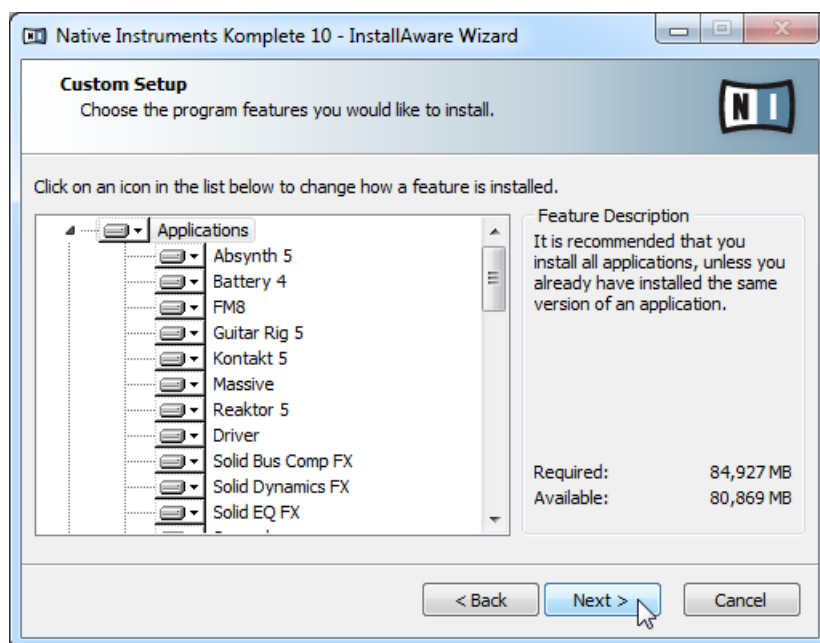 Native Instruments Komplete 10 - InstallAware Wizard
Custom Setup
Choose the program features you would like to install.
N I
Click on an icon in the list below to change how a feature is installed.
Applications
Absynth 5
Battery 4
FM8
Guitar Rig 5
Kontakt 5
Massive
Reaktor 5
Driver
Solid Bus Comp FX
Solid Dynamics FX
Solid EQ FX
Feature Description
It is recommended that you
install all applications, unless you
already have installed the same
version of an application.
Required: 84,927 MB
Available: 80,869 MB
< Back Next > Cancel